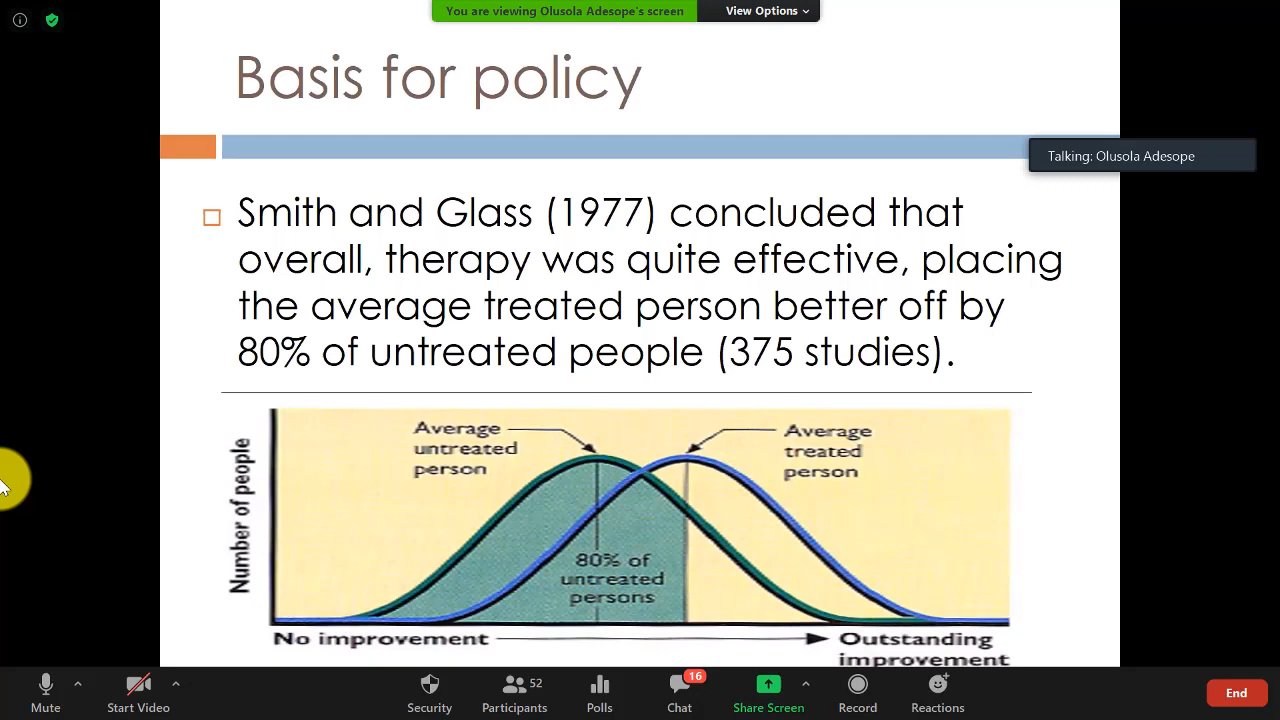 You are viewing Olusola Adesope's screen
View Options
Basis for policy
Talking: Olusola Adesope
Smith and Glass (1977) concluded that
overall, therapy was quite effective, placing
the average treated person better off by
80% of untreated people (375 studies).
Average
untreated
person
Average
treated
person
Number of people
80% of
untreated
persons
No improvement
Outstanding
improvement
Mute
Start Video
Security
52
Participants
Polls
16
Chat
Share Screen
Record
Reactions
End